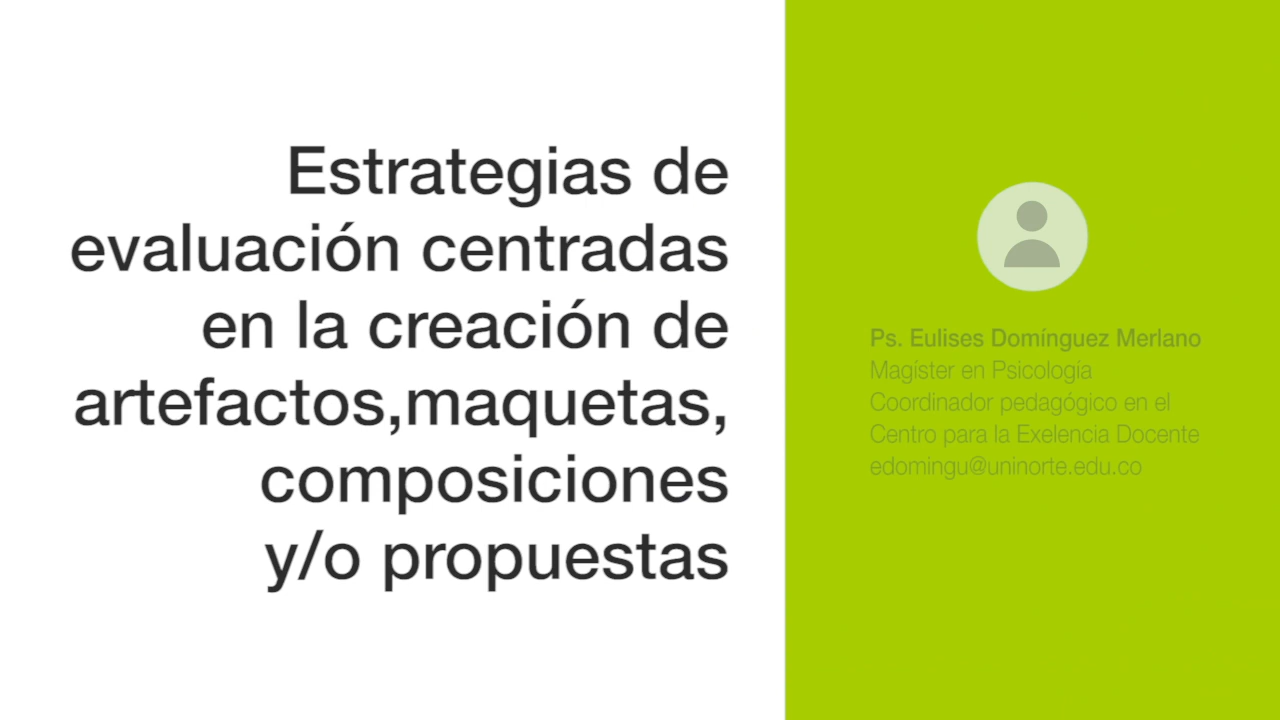 Estrategias de
evaluación centradas
en la creación de
artefactos,maquetas,
composiciones
y/o propuestas
Ps. Eulises Domínguez Merlano
Magíster en Psicología
Coordinador pedagógico en el
Centro para la Exelencia Docente
edomingu@uninorte.edu.co